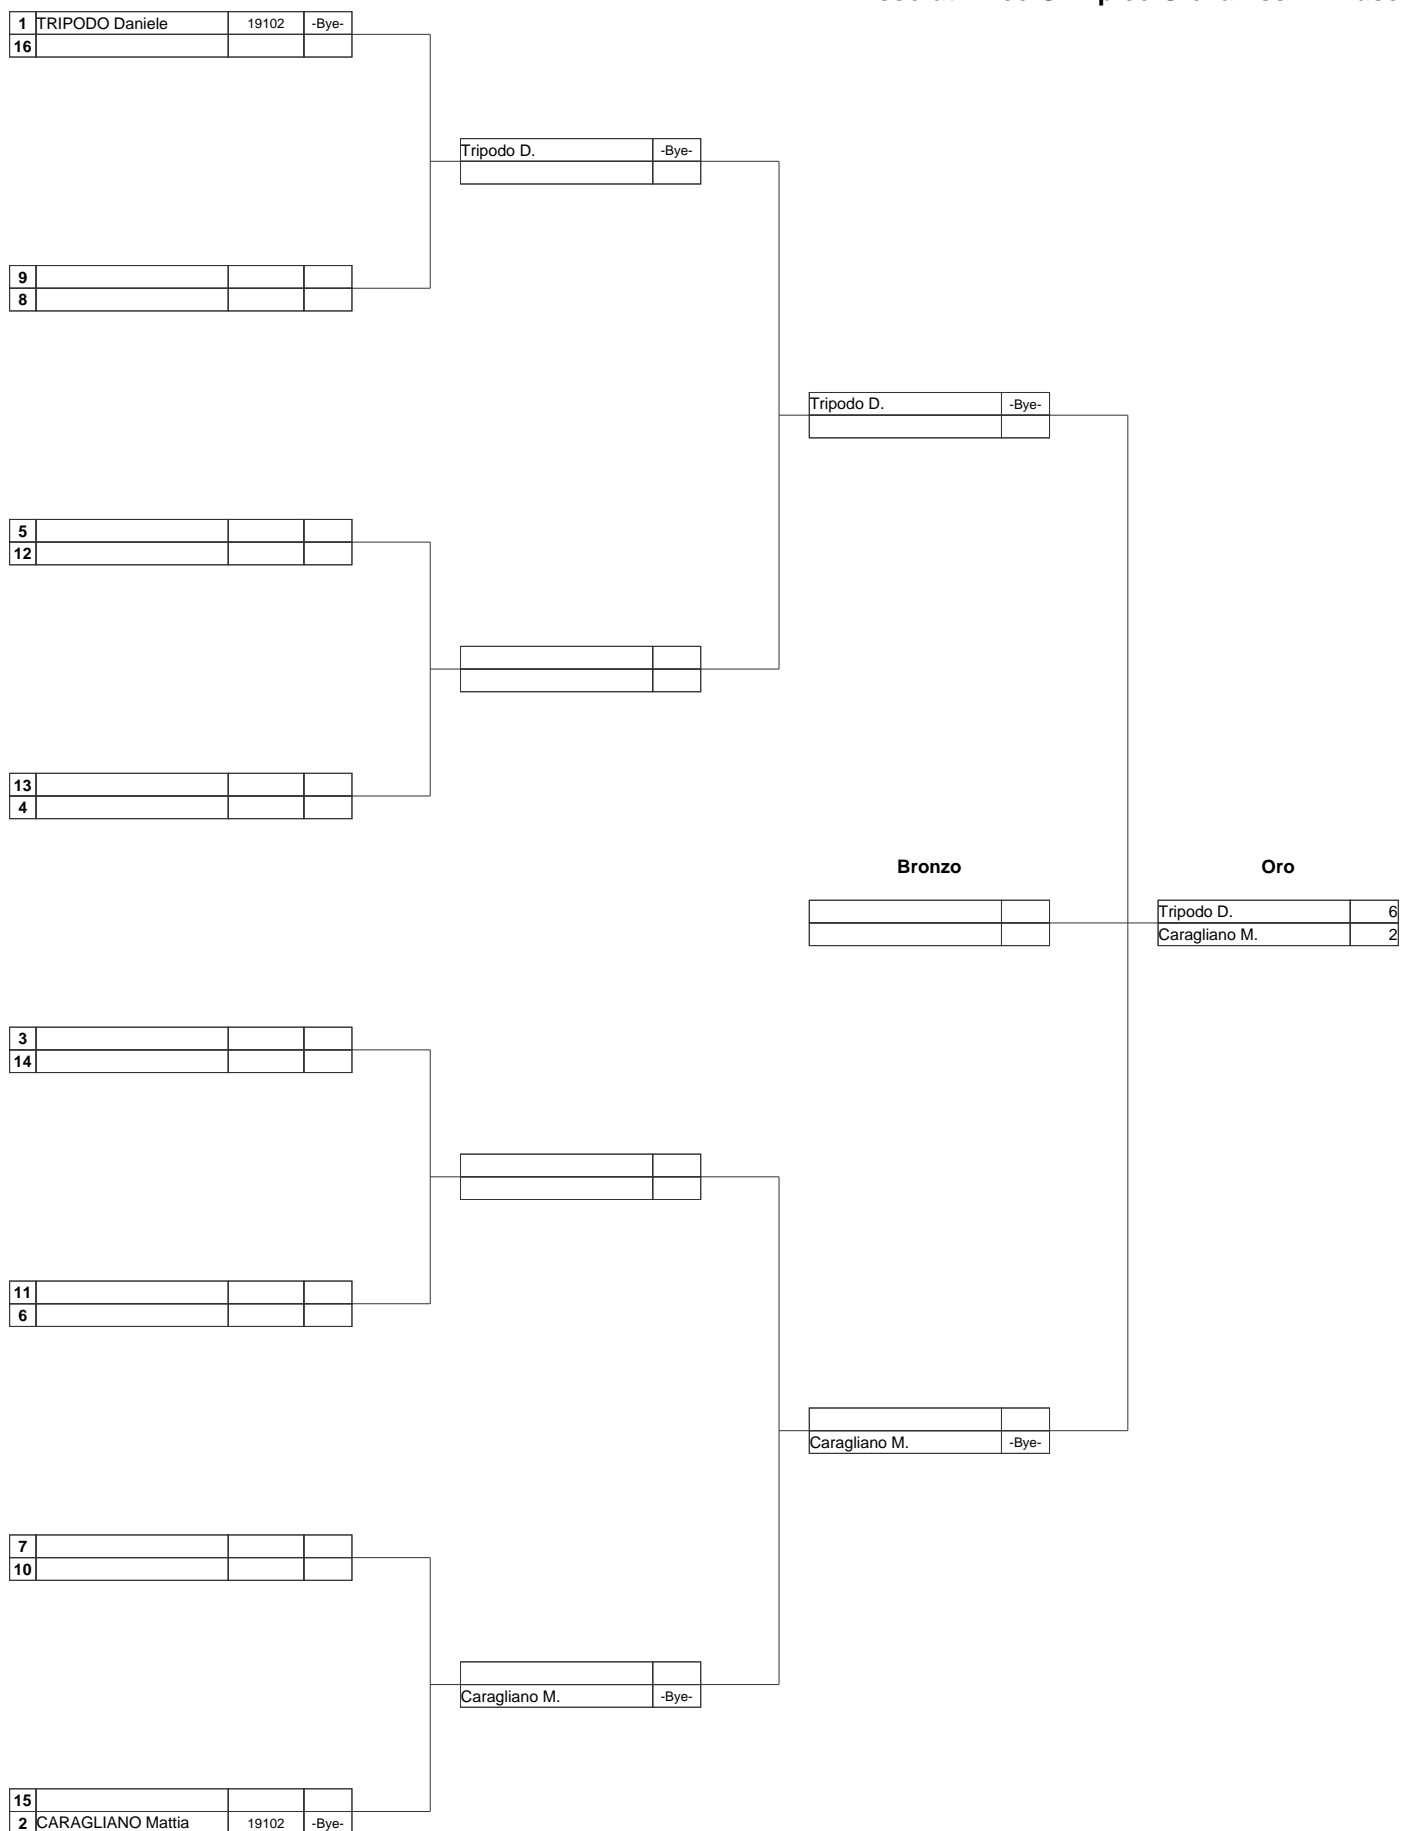 1 TRIPODO Daniele 19102 -Bye-
16
Tripodo D. -Bye-
9
8
Tripodo D. -Bye-
5
12
13
4
Bronzo Oro
Tripodo D. 6
Caragliano M. 2
3
14
11
6
Caragliano M. -Bye-
7
10
Caragliano M. -Bye-
15
2 CARAGLIANO Mattia 19102 -Bye-